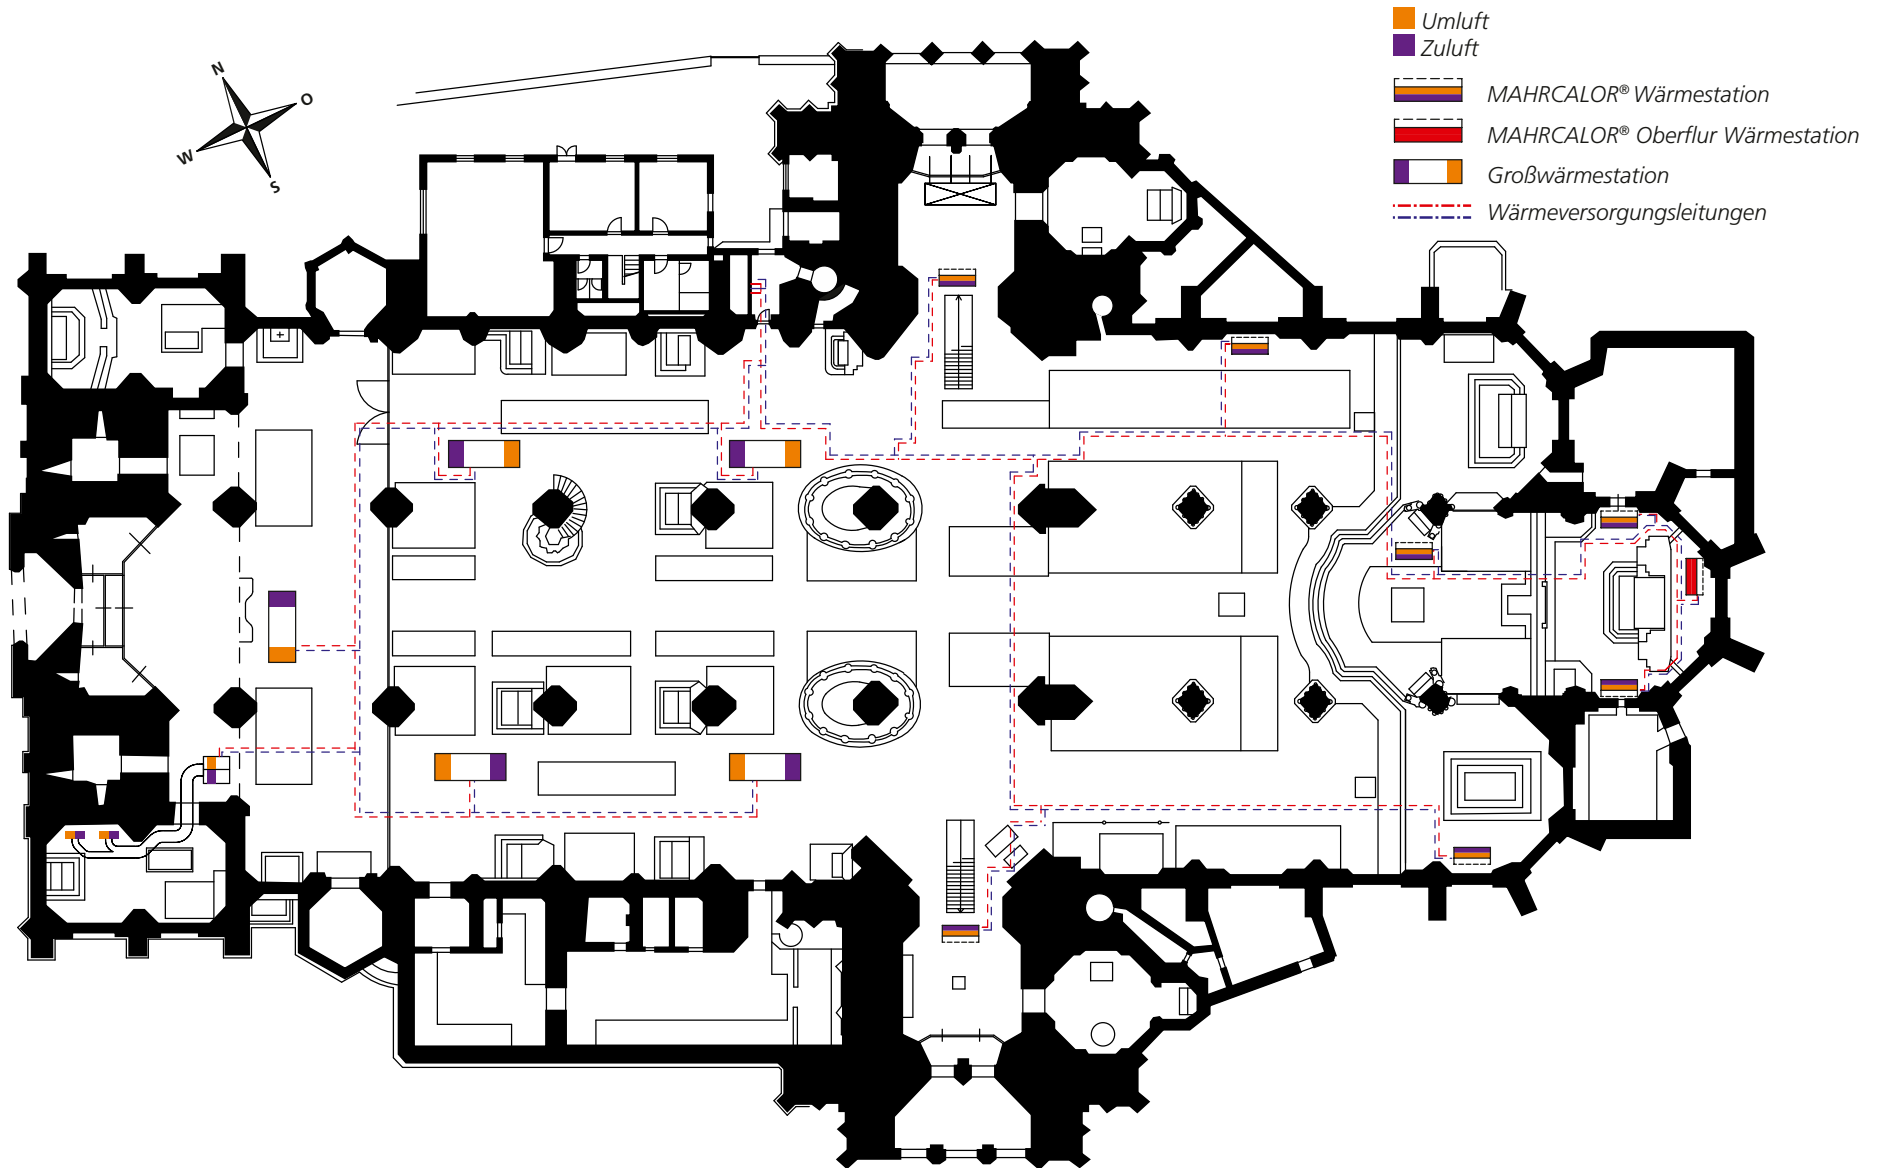 Umluft
Zuluft
MAHRCALOR® Wärmestation
MAHRCALOR® Oberflur Wärmestation
Großwärmestation
Wärmeversorgungsleitungen
N
O
W
S